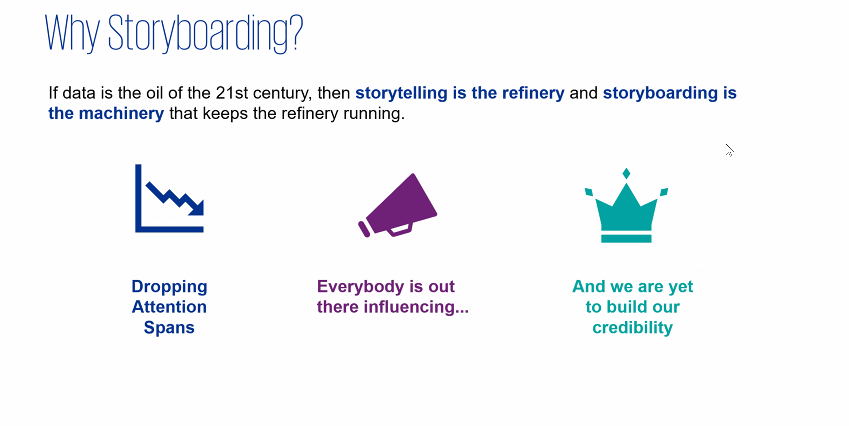 Why Storyboarding?
If data is the oil of the 21st century, then storytelling is the refinery and storyboarding is
the machinery that keeps the refinery running.
Dropping
Attention
Spans
Everybody is out
there influencing...
And we are yet
to build our
credibility